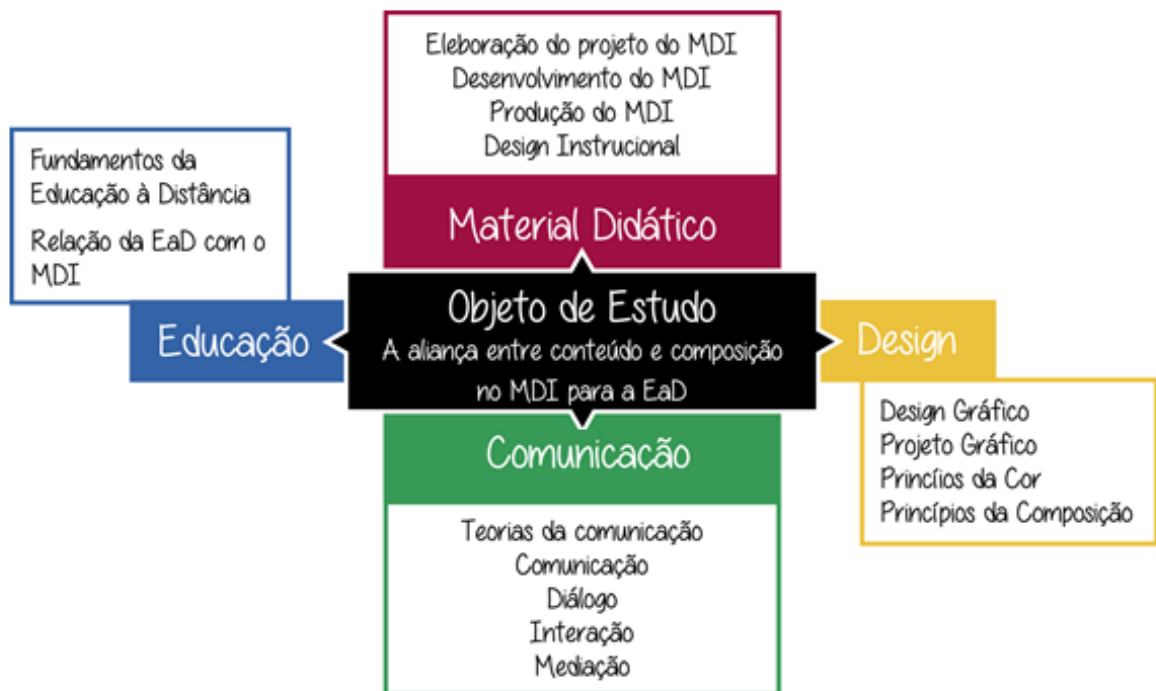 Eleboração do projeto do MDI
Desenvolvimento do MDI
Produção do MDI
Design Instrucional
Material Didático
Fundamentos da
Educação à Distância
Relação da EaD com o
MDI
Educação
Objeto de Estudo
A aliança entre conteúdo e composição
no MDI para a EaD
Design
Design Gráfico
Projeto Gráfico
Princíios da Cor
Princípios da Composição
Comunicação
Teorias da comunicação
Comunicação
Diálogo
Interação
Mediação